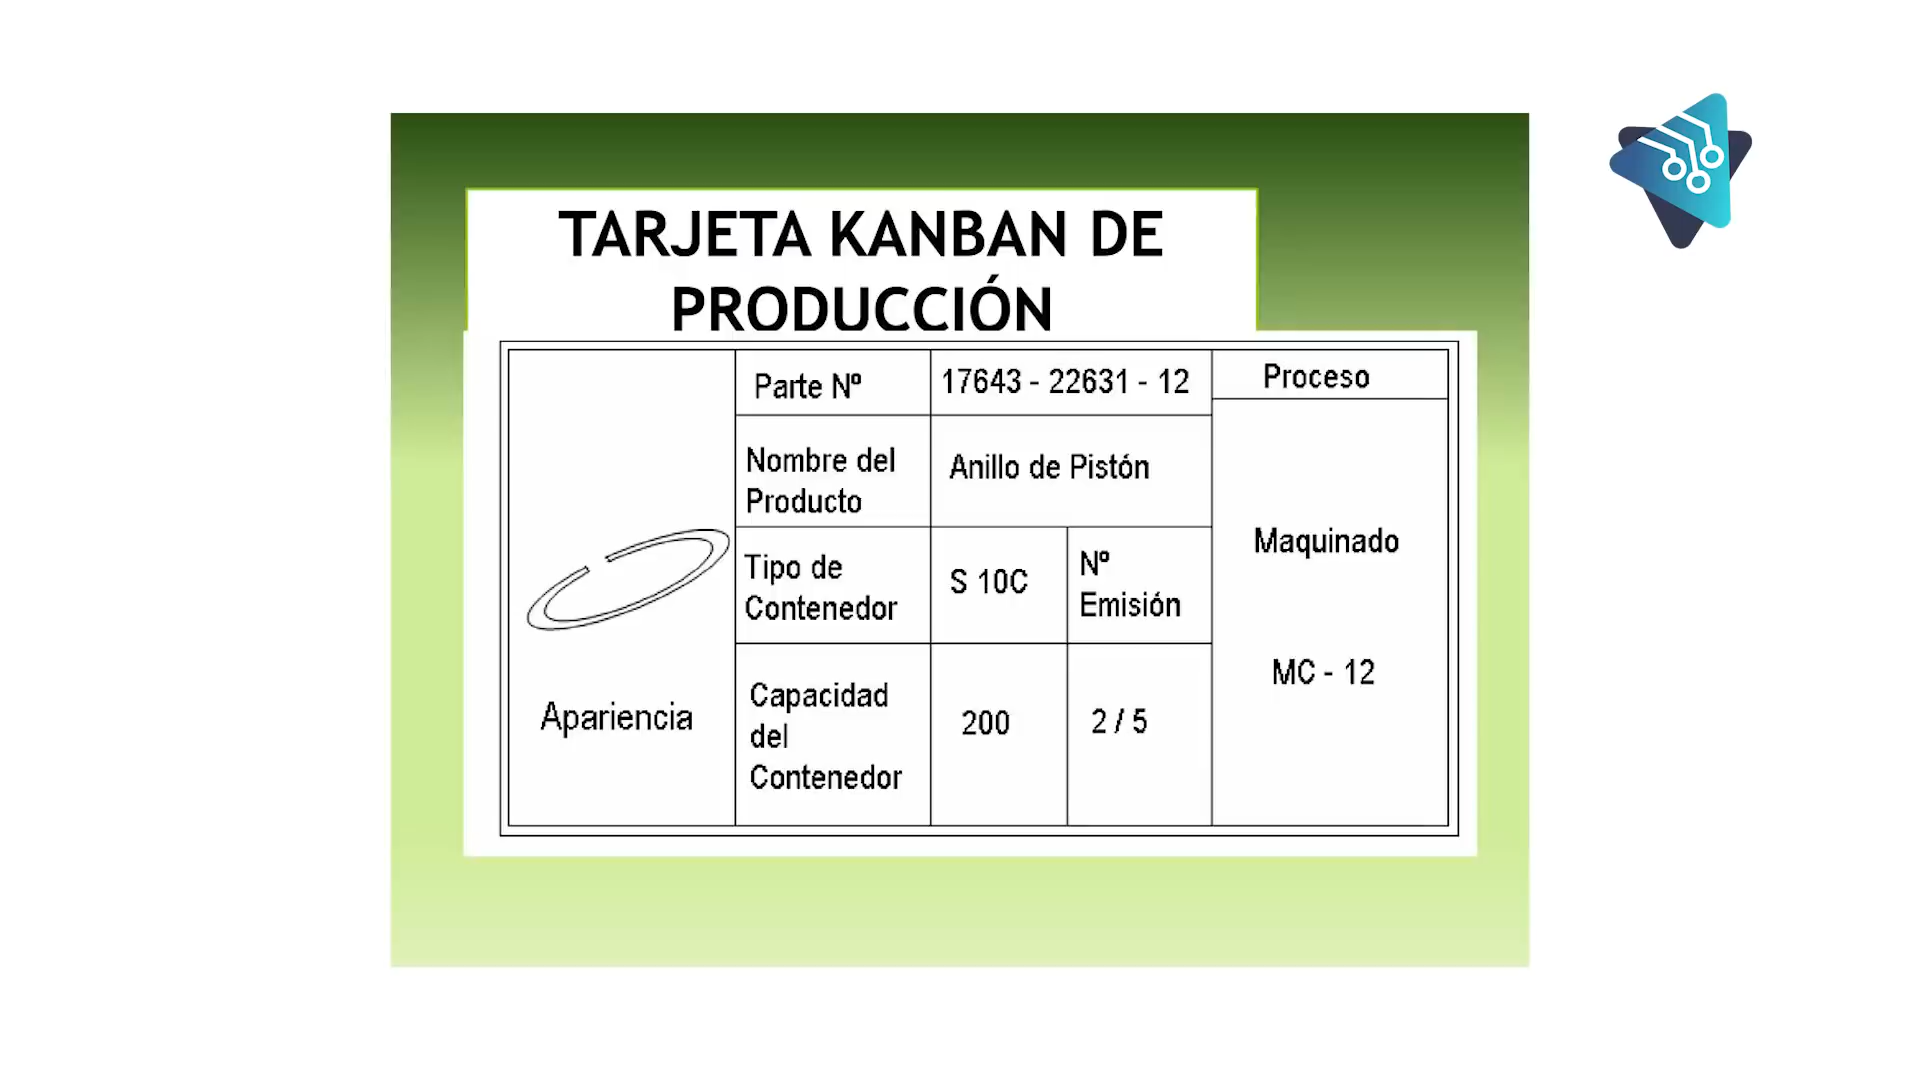 TARJETA KANBAN DE
PRODUCCIÓN
Parte Nº
17643 - 22631 - 12
Proceso
Nombre del
Producto
Anillo de Pistón
Maquinado
Tipo de
Contenedor
S 10C
Nº
Emisión
MC - 12
Apariencia
Capacidad
del
Contenedor
200
2 / 5